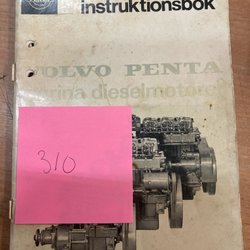 instruktionsbok
VOLVO PENTA
marina dieselmotorer
310